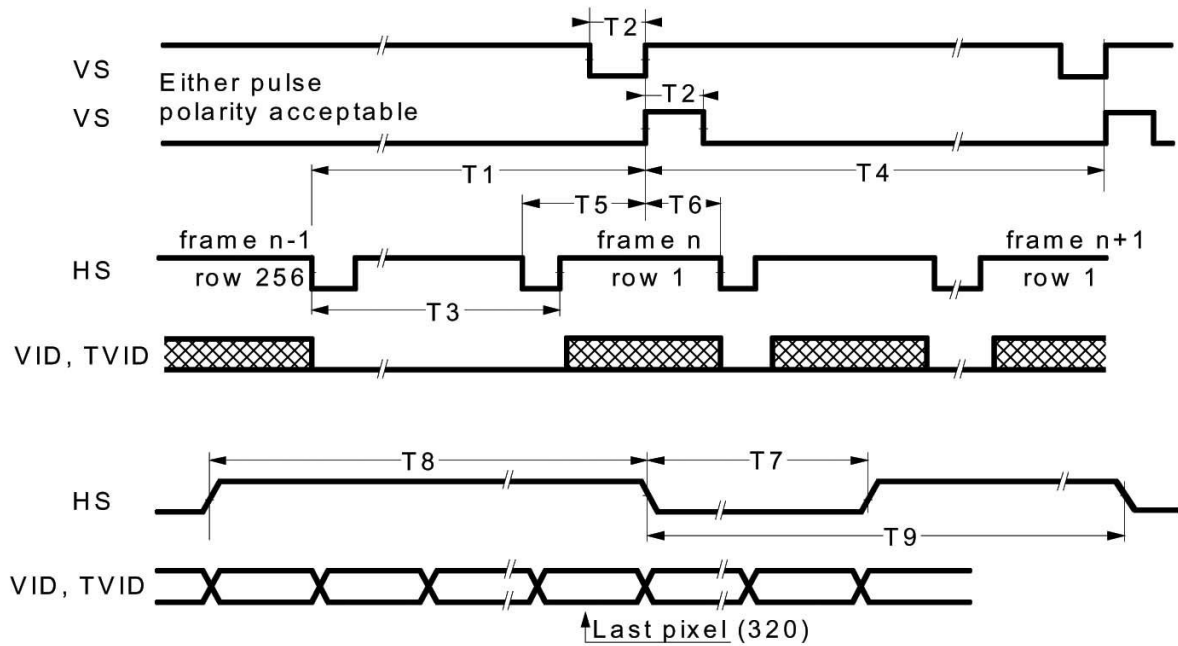 T2
VS
Either pulse
polarity acceptable
T2
VS
T1
T4
T5
T6
frame n-1
frame n
frame n+1
HS
row 256
row 1
row 1
T3
VID, TVID
T8
T7
HS
T9
VID, TVID
Last pixel (320)